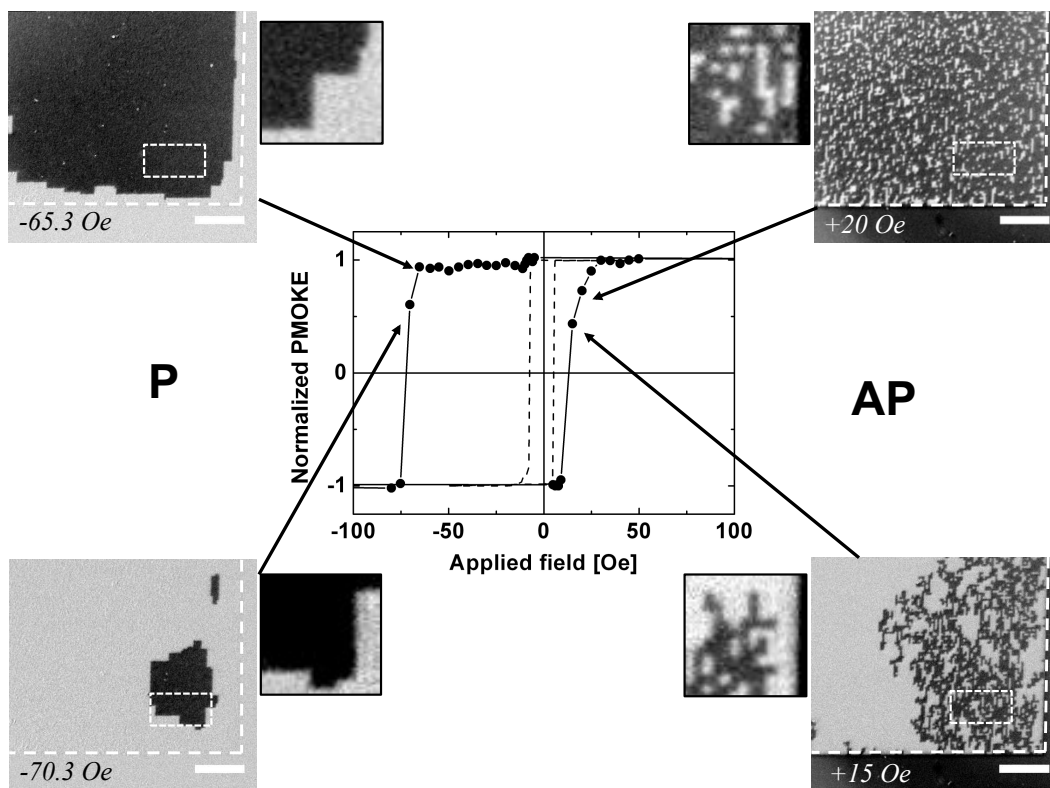 -65.3 Oe
+20 Oe
P
AP
Normalized PMOKE
1
0
-1
-100
-50
0
50
100
Applied field [Oe]
-70.3 Oe
+15 Oe